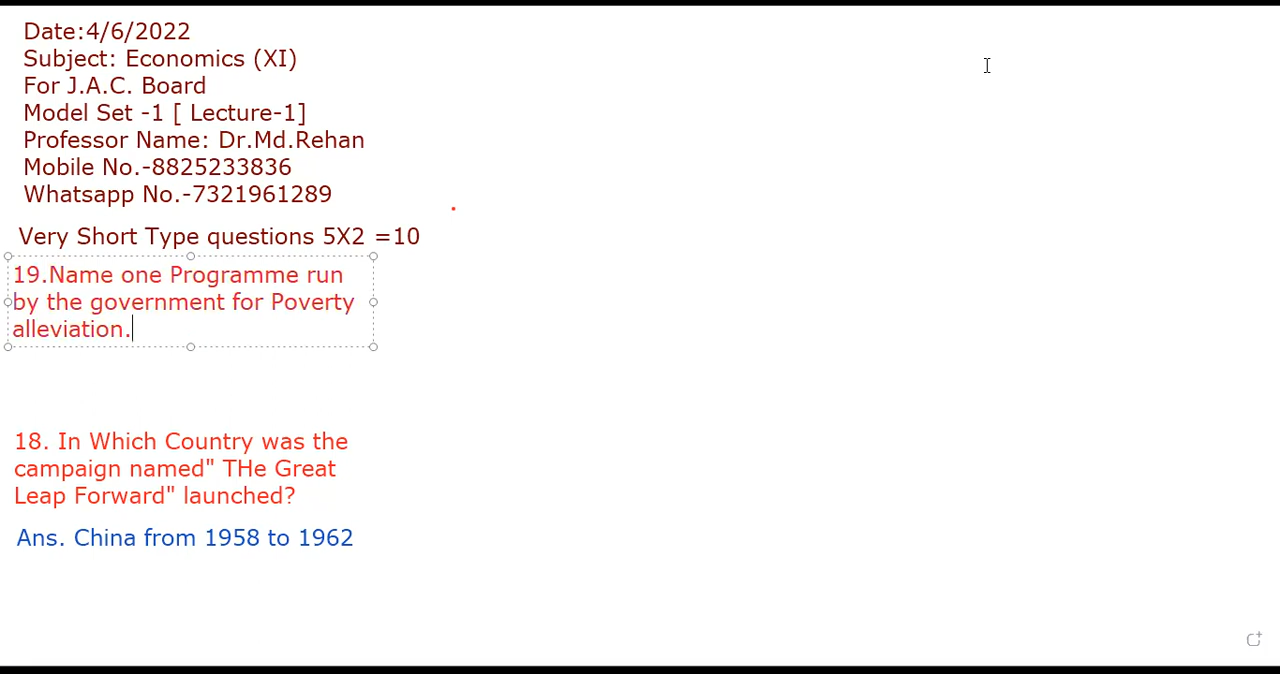 Date:4/6/2022
Subject: Economics (XI)
For J.A.C. Board
Model Set -1 [ Lecture-1]
Professor Name: Dr.Md.Rehan
Mobile No.-8825233836
Whatsapp No.-7321961289
Very Short Type questions 5X2 =10
19.Name one Programme run
by the government for Poverty
alleviation.
18. In Which Country was the
campaign named" THe Great
Leap Forward" launched?
Ans. China from 1958 to 1962